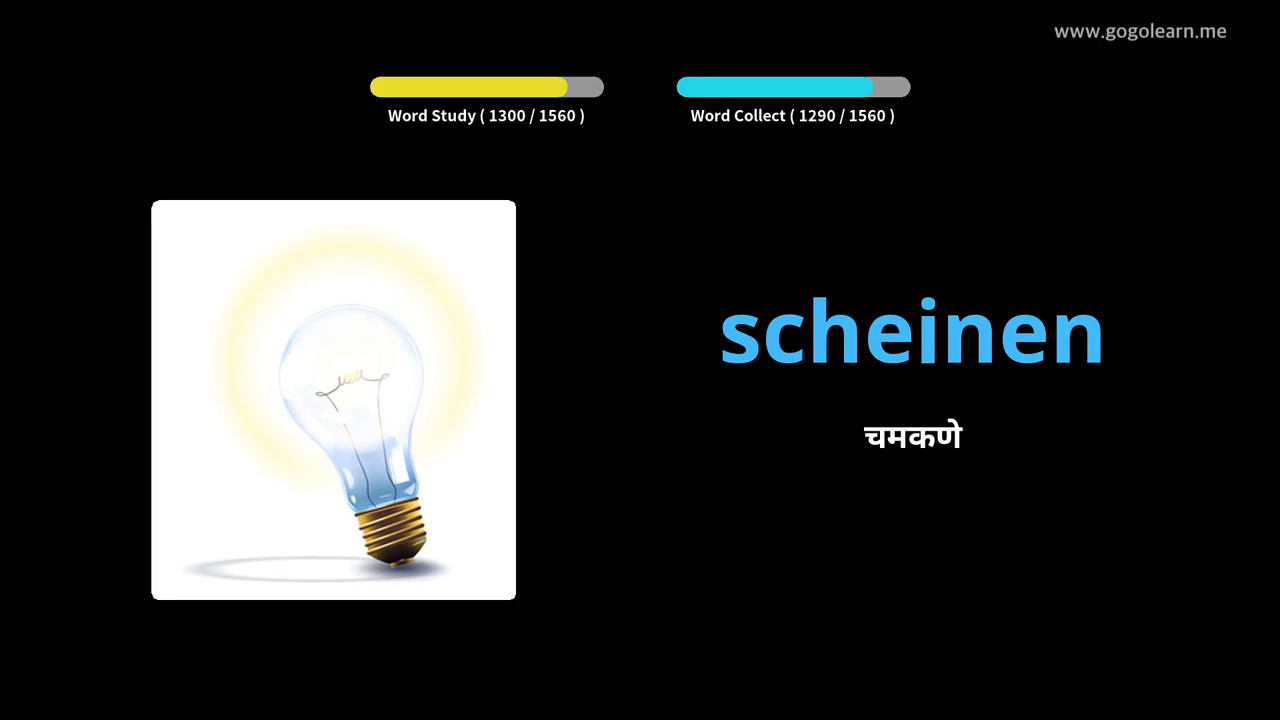 www.gogolearn.me
Word Study ( 1300 / 1560 )
Word Collect ( 1290 / 1560 )
scheinen
चमकणे